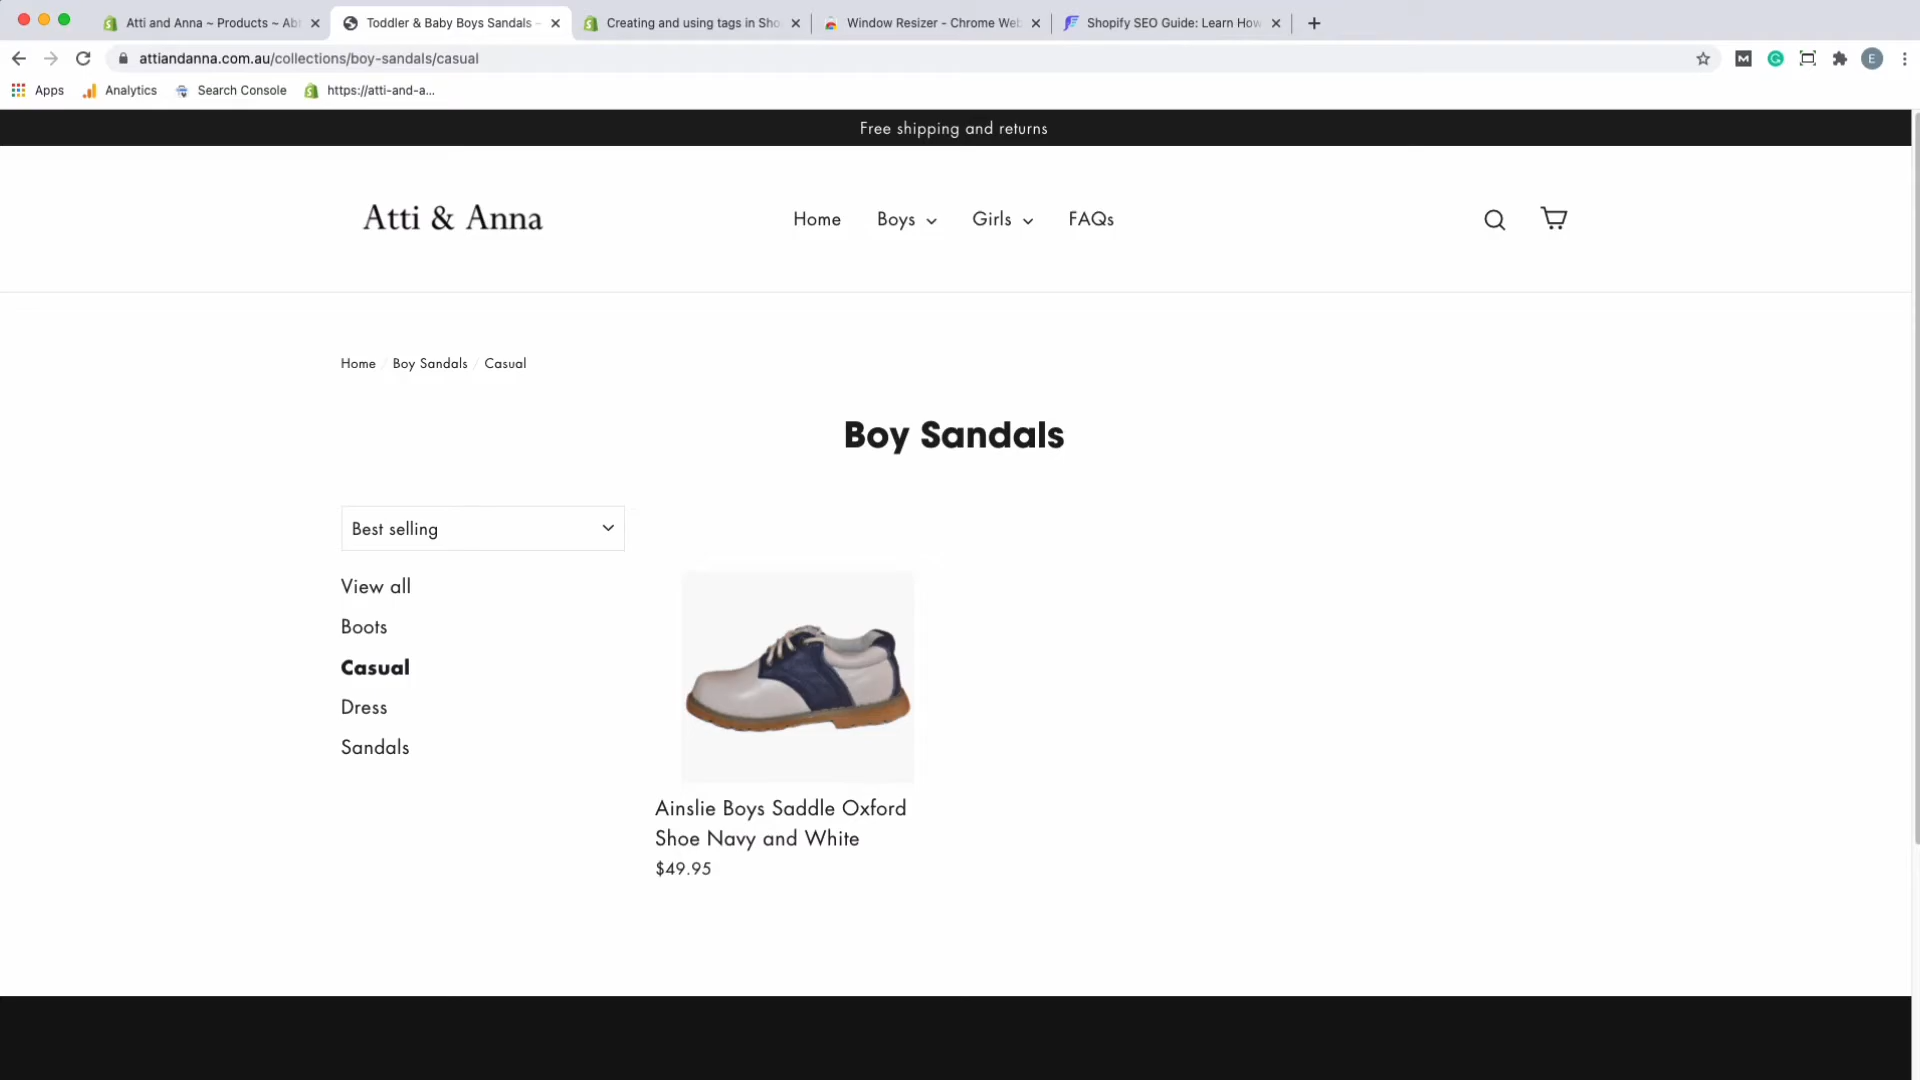 Atti and Anna ~ Products ~ Ab
Toddler & Baby Boys Sandals –
Creating and using tags in Sho
Window Resizer - Chrome Web
Shopify SEO Guide: Learn How
attiandanna.com.au/collections/boy-sandals/casual
E
Apps
Analytics
Search Console
https://atti-and-a...
Free shipping and returns
Atti & Anna
Home
Boys
Girls
FAQs
Home / Boy Sandals / Casual
Boy Sandals
Best selling
View all
Boots
Casual
Dress
Sandals
Ainslie Boys Saddle Oxford
Shoe Navy and White
$49.95